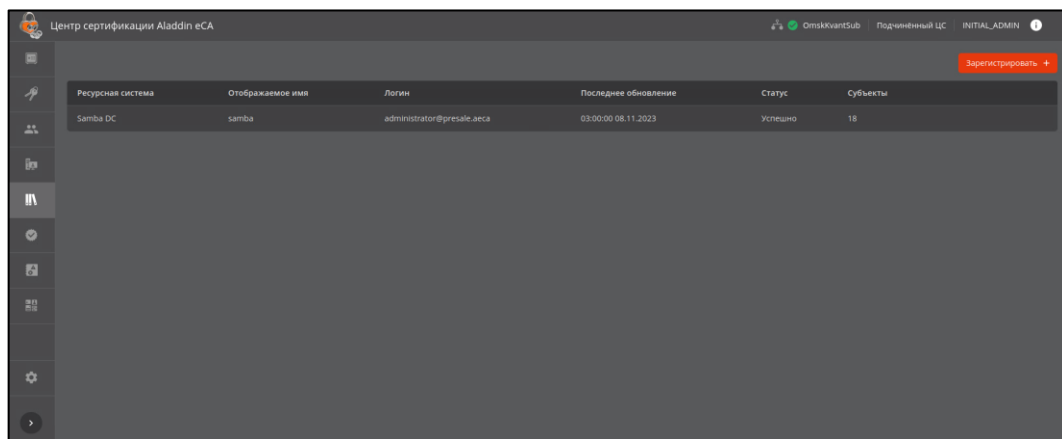 Центр сертификации Aladdin eCA
OmskKvantSub Подчинённый ЦС INITIAL_ADMIN
Зарегистрировать +
Ресурсная система Отображаемое имя Логин Последнее обновление Статус Субъекты
Samba DC samba administrator@presale.aeca 03:00:00 08.11.2023 Успешно 18